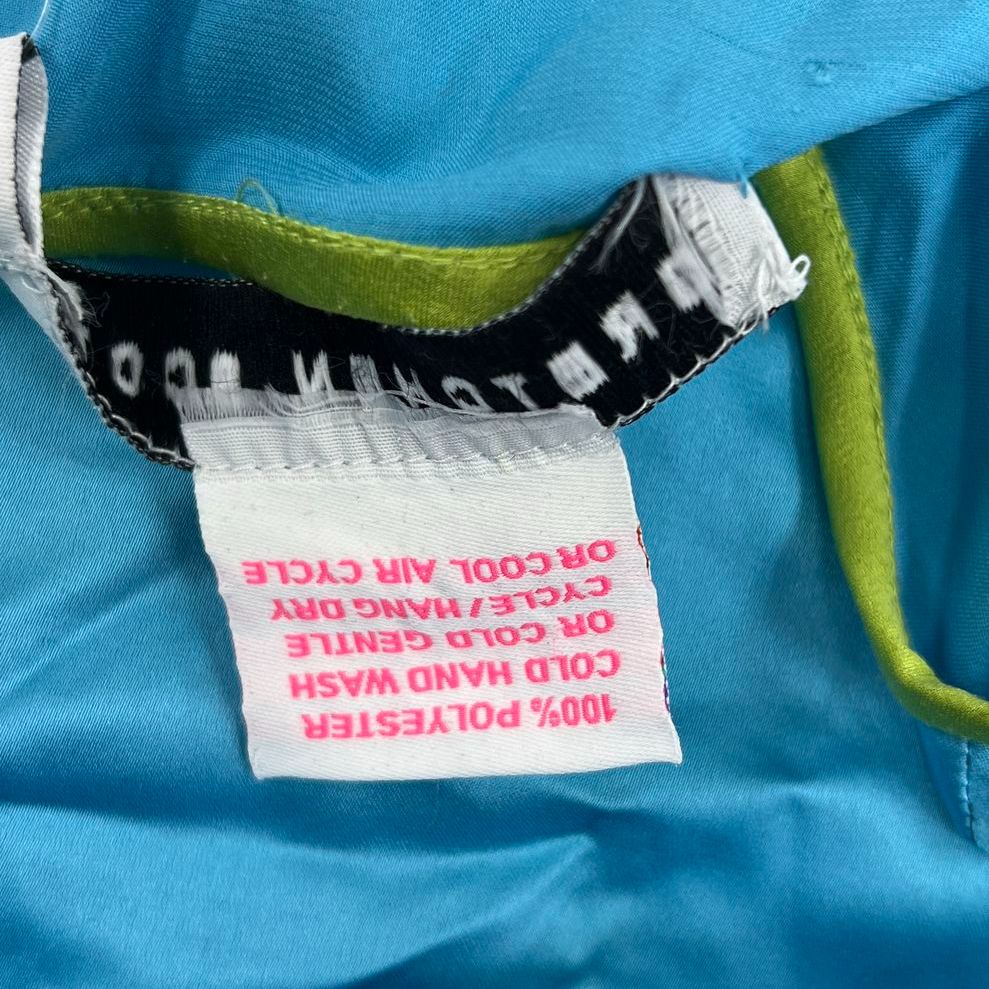 100% POLYESTER
COLD HAND WASH
OR COLD GENTLE
CYCLE / HANG DRY
OR COOL AIR CYCLE